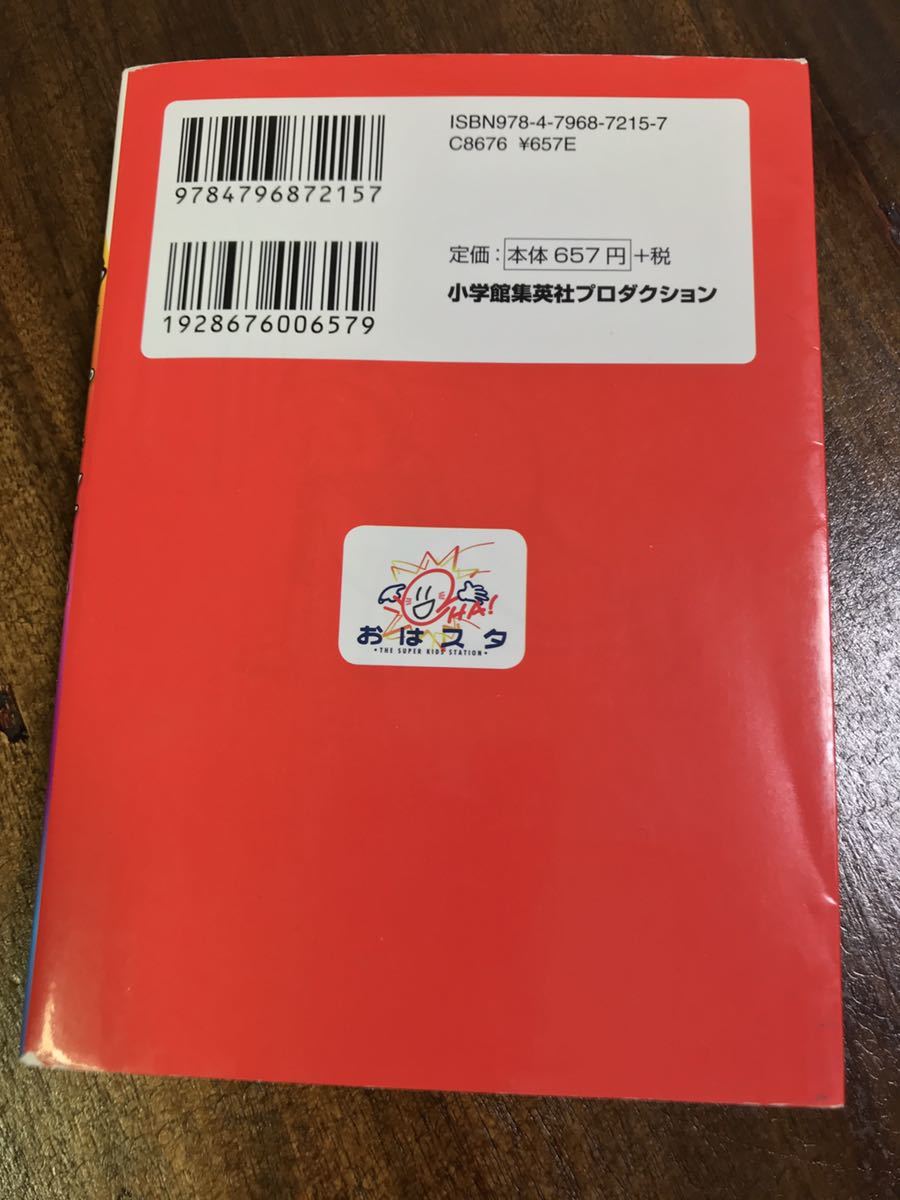 ISBN978-4-7968-7215-7
C8676 ¥657E
9784796872157
定価：本体 657 円+税
小学館集英社プロダクション
1928676006579
OHA!
おはスタ
・THE SUPER KIDS STATION・